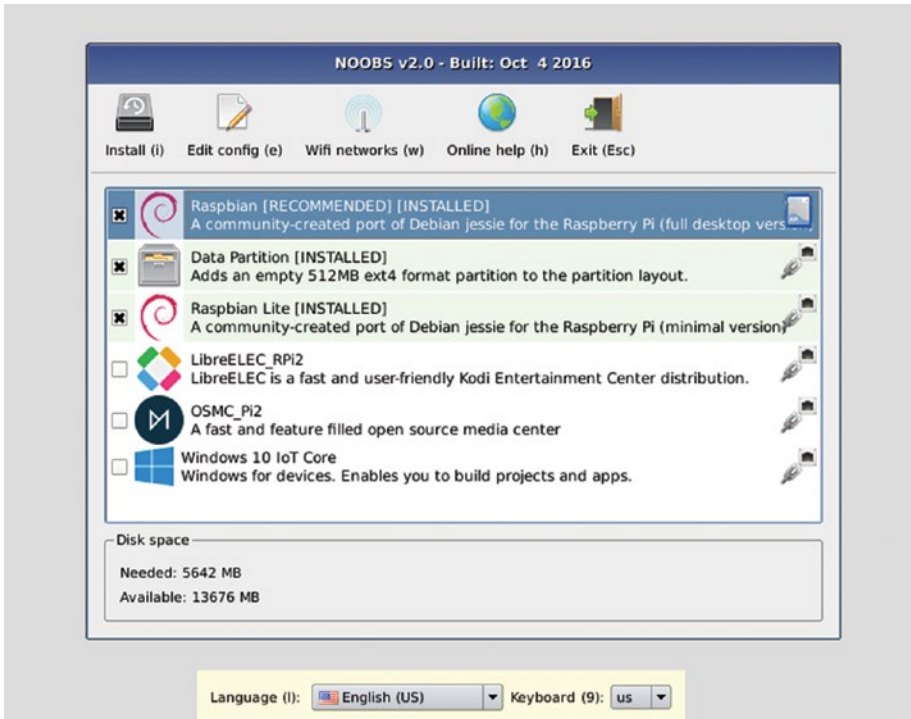 NOOBS v2.0 - Built: Oct 4 2016
Install (i) Edit config (e) Wifi networks (w) Online help (h) Exit (Esc)
Raspbian [RECOMMENDED] [INSTALLED]
A community-created port of Debian jessie for the Raspberry Pi (full desktop vers
Data Partition [INSTALLED]
Adds an empty 512MB ext4 format partition to the partition layout.
Raspbian Lite [INSTALLED]
A community-created port of Debian jessie for the Raspberry Pi (minimal version)
LibreELEC_RPi2
LibreELEC is a fast and user-friendly Kodi Entertainment Center distribution.
OSMC_Pi2
A fast and feature filled open source media center
Windows 10 IoT Core
Windows for devices. Enables you to build projects and apps.
Disk space
Needed: 5642 MB
Available: 13676 MB
Language (l): English (US) Keyboard (9): us